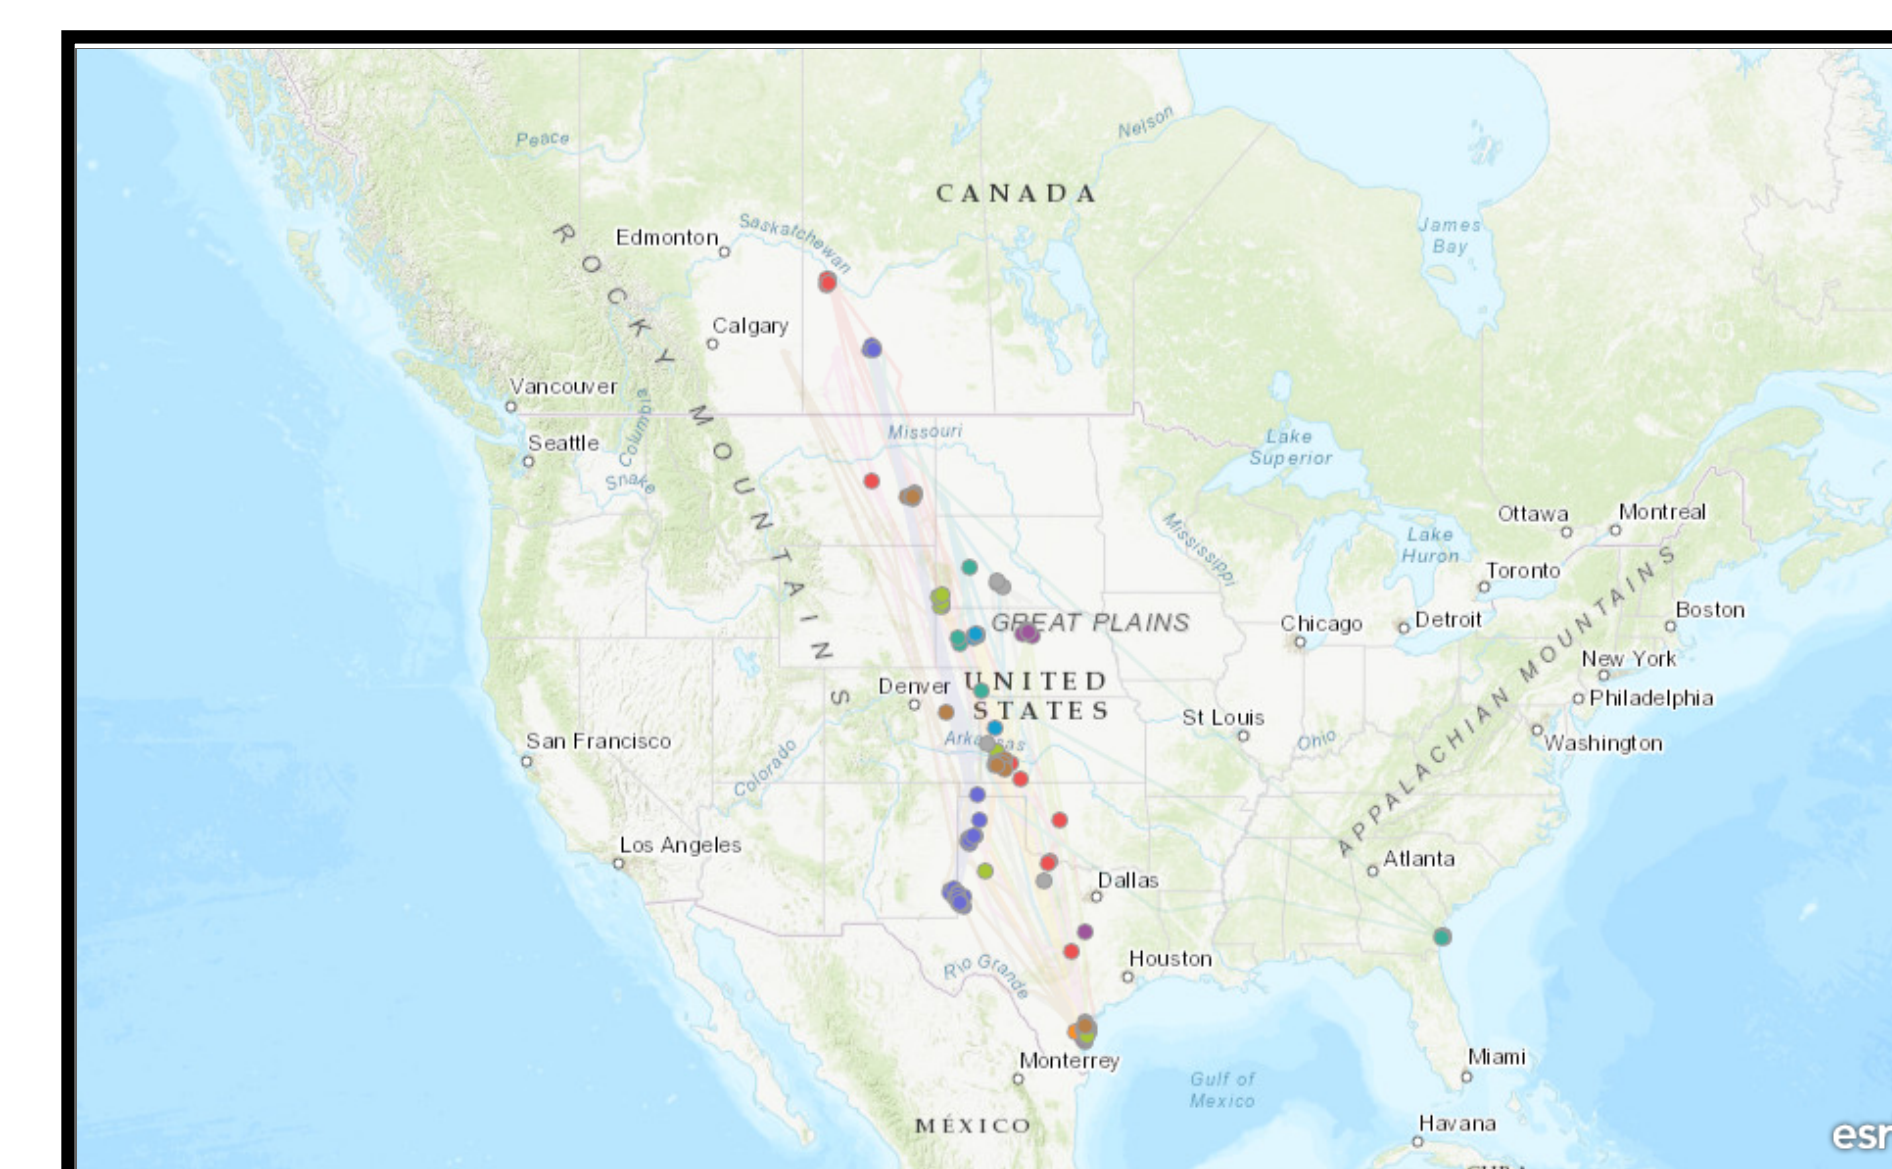 Peace
Nelson
CANADA
Saskatchewan
Edmonton
James
Bay
ROCKY MOUNTAINS
Calgary
Vancouver
Columbia
Missouri
Seattle
Lake
Superior
Snake
Mississippi
Ottawa
Montreal
Lake
Huron
Toronto
Boston
GREAT PLAINS
Chicago
Detroit
APPALACHIAN MOUNTAINS
New York
Denver
UNITED
STATES
Philadelphia
St Louis
San Francisco
Arkansas
Ohio
Washington
Colorado
Los Angeles
Atlanta
Dallas
Rio Grande
Houston
Monterrey
Miami
Gulf of
Mexico
MÉXICO
Havana
esr